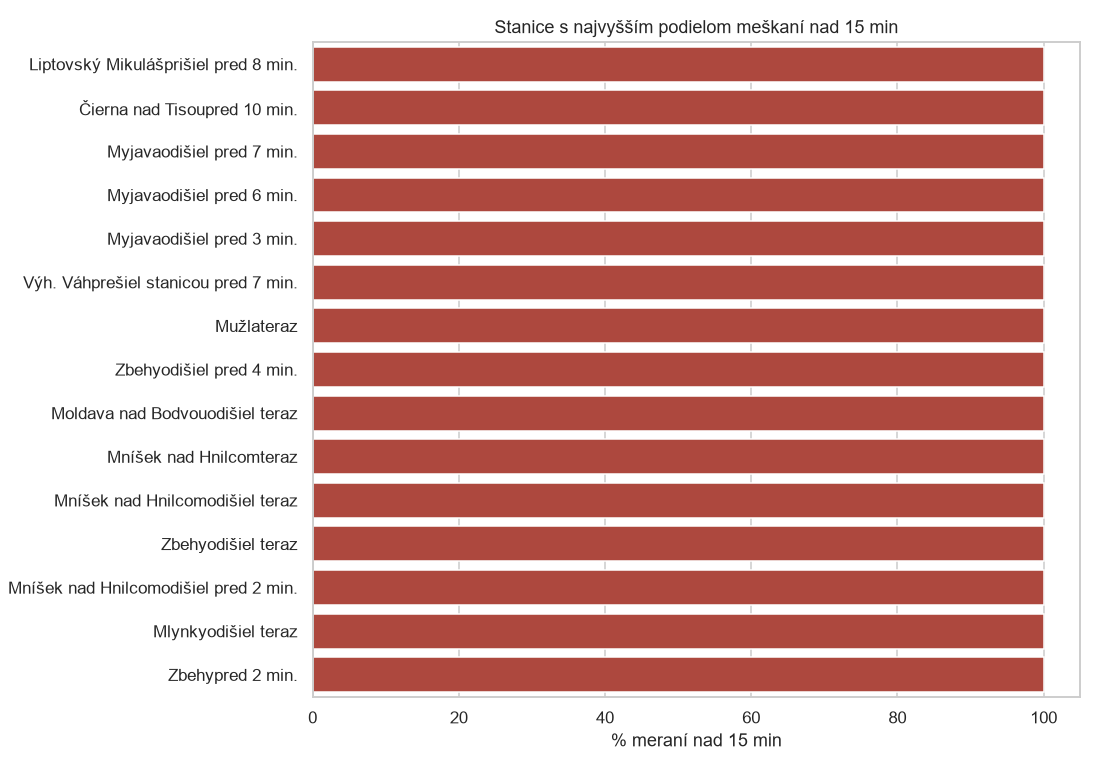 Stanice s najvyšším podielom meškaní nad 15 min
Liptovský Mikulášprišiel pred 8 min.
Čierna nad Tisoupred 10 min.
Myjavaodišiel pred 7 min.
Myjavaodišiel pred 6 min.
Myjavaodišiel pred 3 min.
Výh. Váhprešiel stanicou pred 7 min.
Mužlateraz
Zbehyodišiel pred 4 min.
Moldava nad Bodvouodišiel teraz
Mníšek nad Hnilcomteraz
Mníšek nad Hnilcomodišiel teraz
Zbehyodišiel teraz
Mníšek nad Hnilcomodišiel pred 2 min.
Mlynkyodišiel teraz
Zbehypred 2 min.
0 20 40 60 80 100
% meraní nad 15 min